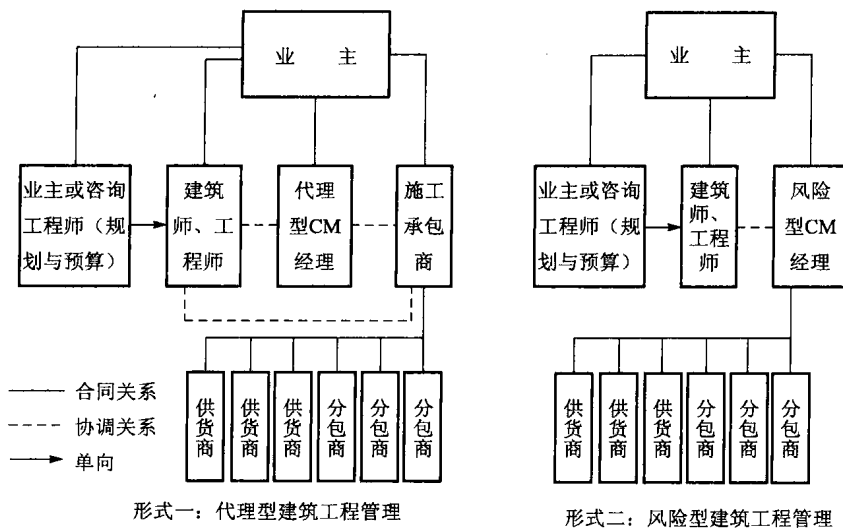 业 主
业主或咨询
工程师（规
划与预算）
建筑
师、工
程师
代理
型CM
经理
施工
承包
商
供货商
供货商
供货商
分包商
分包商
分包商
合同关系
协调关系
单向
形式一：代理型建筑工程管理
业 主
业主或咨询
工程师（规
划与预算）
建筑
师、
工程
师
风险
型CM
经理
供货商
供货商
供货商
分包商
分包商
分包商
形式二：风险型建筑工程管理